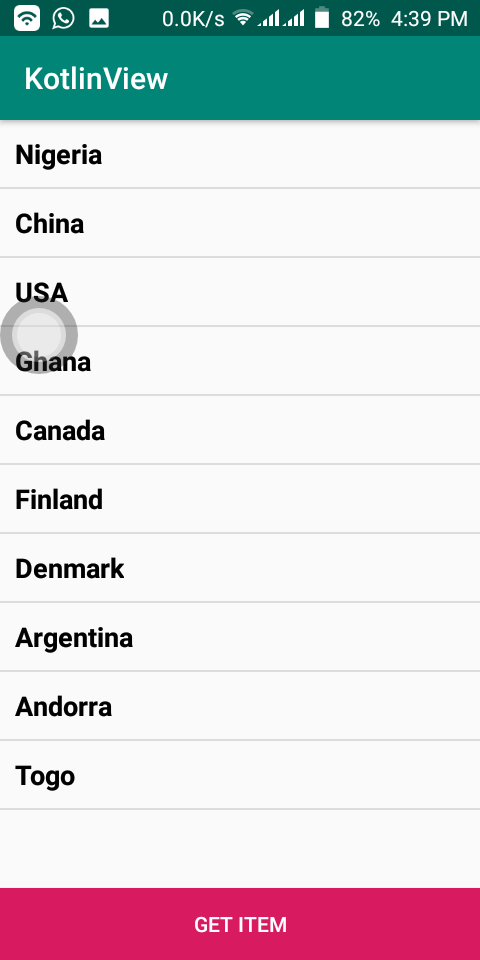 0.0K/s 82% 4:39 PM
KotlinView
Nigeria
China
USA
Ghana
Canada
Finland
Denmark
Argentina
Andorra
Togo
GET ITEM